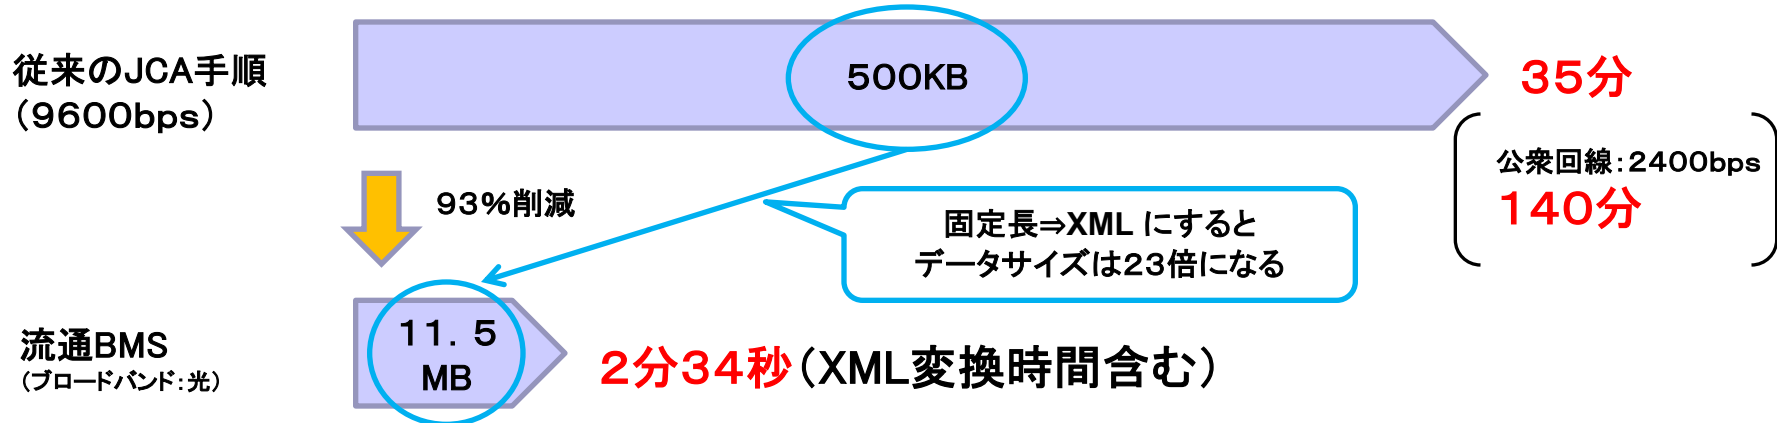 従来のJCA手順
（9600bps）
500KB
35分
公衆回線：2400bps
140分
93%削減
固定長⇒XML にすると
データサイズは23倍になる
流通BMS
（ブロードバンド：光）
11．5
MB
2分34秒（XML変換時間含む）